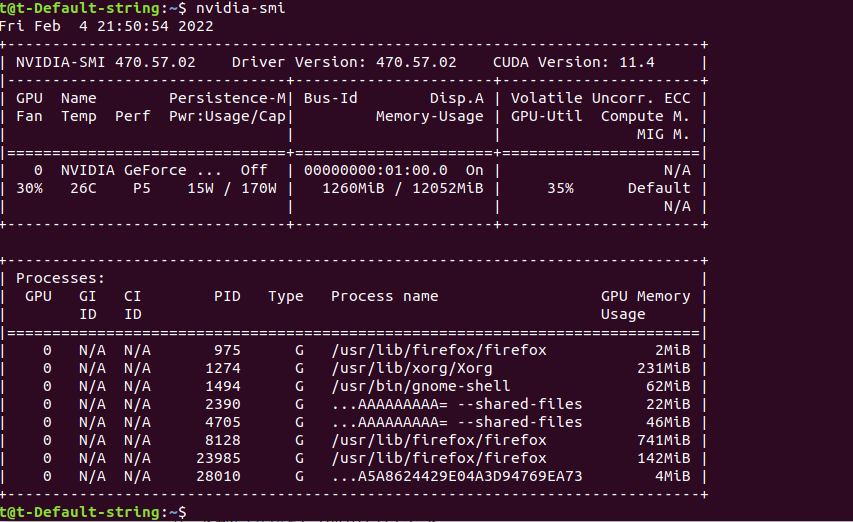 t@t-Default-string:~$ nvidia-smi
Fri Feb  4 21:50:54 2022
+-----------------------------------------------------------------------------+
| NVIDIA-SMI 470.57.02    Driver Version: 470.57.02    CUDA Version: 11.4     |
|-------------------------------+----------------------+----------------------+
| GPU  Name        Persistence-M| Bus-Id        Disp.A | Volatile Uncorr. ECC |
| Fan  Temp  Perf  Pwr:Usage/Cap|         Memory-Usage | GPU-Util  Compute M. |
|                               |                      |               MIG M. |
|===============================+======================+======================|
|   0  NVIDIA GeForce ...  Off  | 00000000:01:00.0  On |                  N/A |
| 30%   26C    P5    15W / 170W |   1260MiB / 12052MiB |     35%      Default |
|                               |                      |                  N/A |
+-------------------------------+----------------------+----------------------+

+-----------------------------------------------------------------------------+
| Processes:                                                                  |
|  GPU   GI   CI        PID   Type   Process name                  GPU Memory |
|        ID   ID                                                   Usage      |
|=============================================================================|
|    0   N/A  N/A       975      G   /usr/lib/firefox/firefox            2MiB |
|    0   N/A  N/A      1274      G   /usr/lib/xorg/Xorg                231MiB |
|    0   N/A  N/A      1494      G   /usr/bin/gnome-shell               62MiB |
|    0   N/A  N/A      2390      G   ...AAAAAAAAA= --shared-files       22MiB |
|    0   N/A  N/A      4705      G   ...AAAAAAAAA= --shared-files       46MiB |
|    0   N/A  N/A      8128      G   /usr/lib/firefox/firefox          741MiB |
|    0   N/A  N/A     23985      G   /usr/lib/firefox/firefox          142MiB |
|    0   N/A  N/A     28010      G   ...A5A8624429E04A3D94769EA73        4MiB |
+-----------------------------------------------------------------------------+
t@t-Default-string:~$